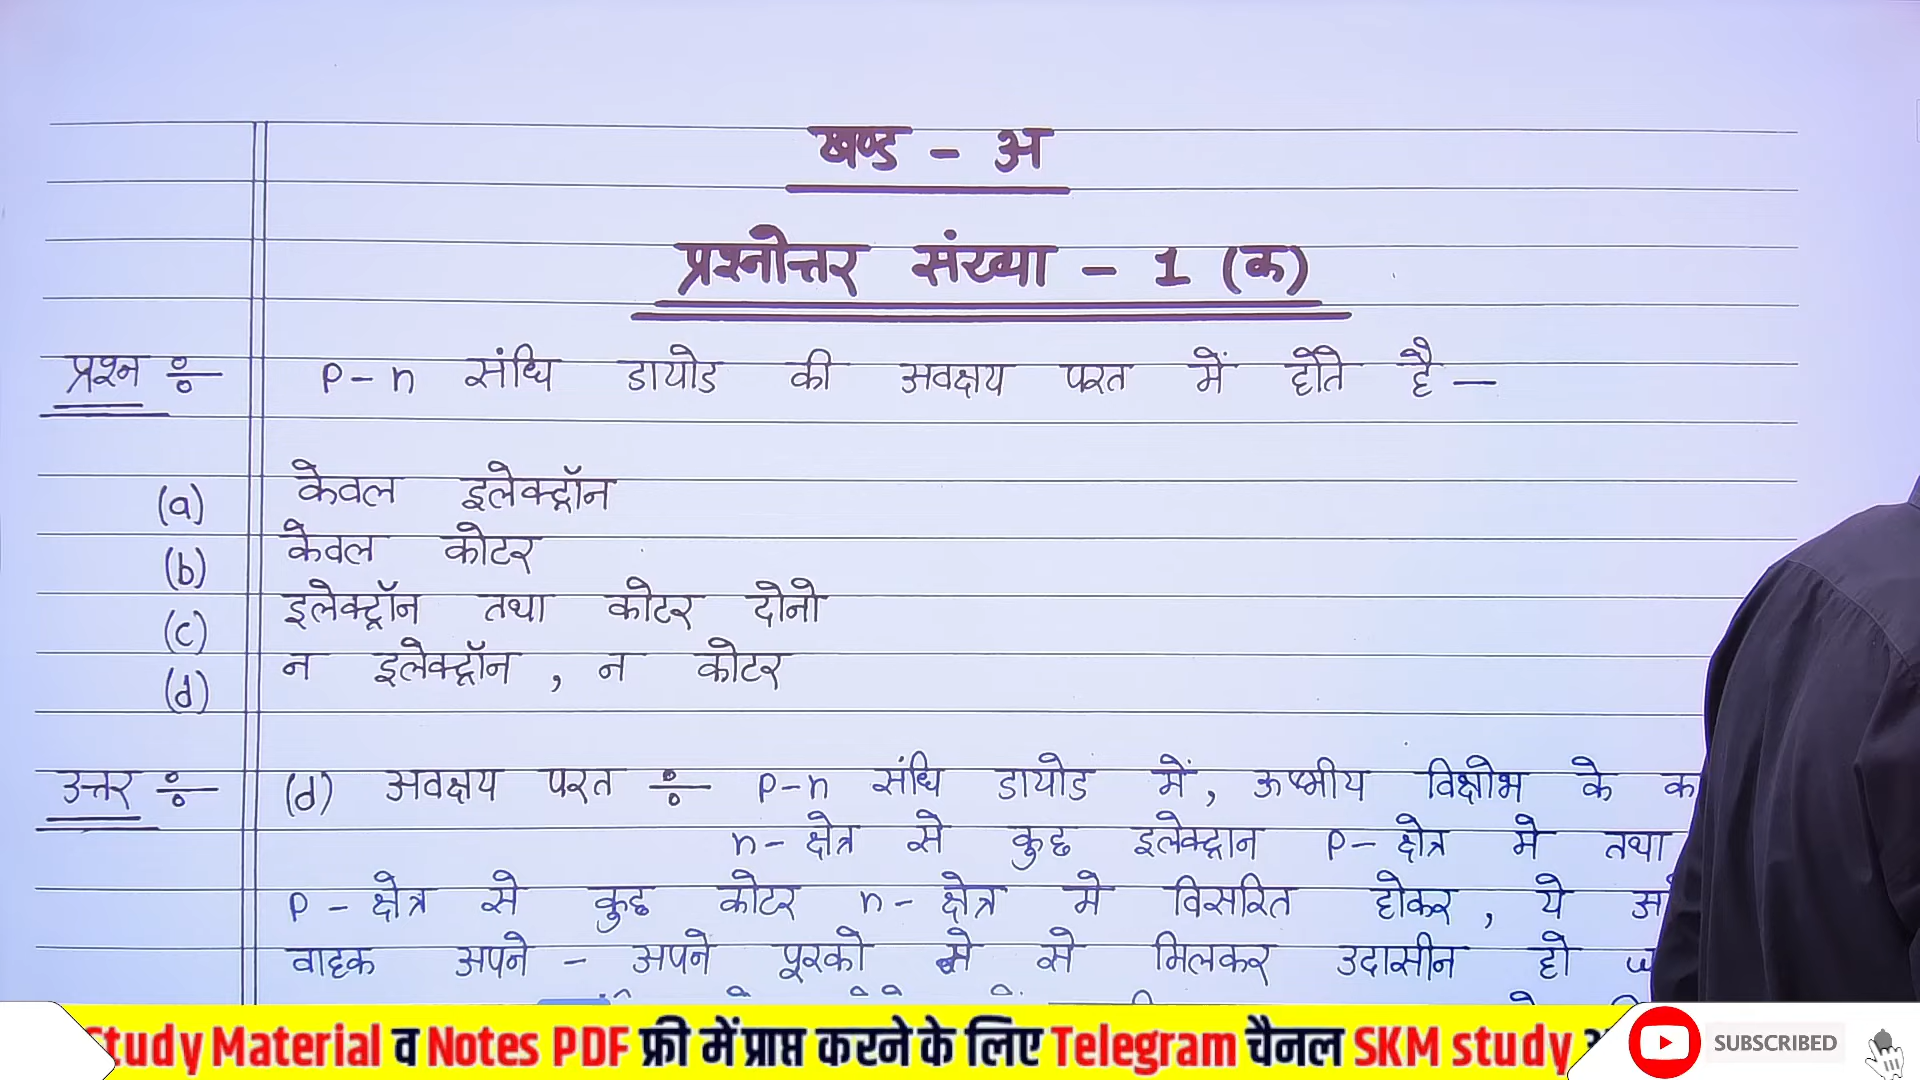 खण्ड - अ
प्रश्नोत्तर संख्या - 1 (क)
प्रश्न ÷ P-n संधि डायोड की अवक्षय परत में होते है —
(a) केवल इलेक्ट्रॉन
(b) केवल कोटर
(c) इलेक्ट्रॉन तथा कोटर दोनो
(d) न इलेक्ट्रॉन , न कोटर
उत्तर ÷ (d) अवक्षय परत ÷ P-n संधि डायोड में, ऊष्मीय विक्षोभ के
n- क्षेत्र से कुछ इलेक्ट्रान P- क्षेत्र मे तथा
P - क्षेत्र से कुछ कोटर n- क्षेत्र मे विसरित होकर , ये
वाहक अपने - अपने पूरको से मिलकर उदासीन हो
Study Material व Notes PDF फ्री में प्राप्त करने के लिए Telegram चैनल SKM study
SUBSCRIBED